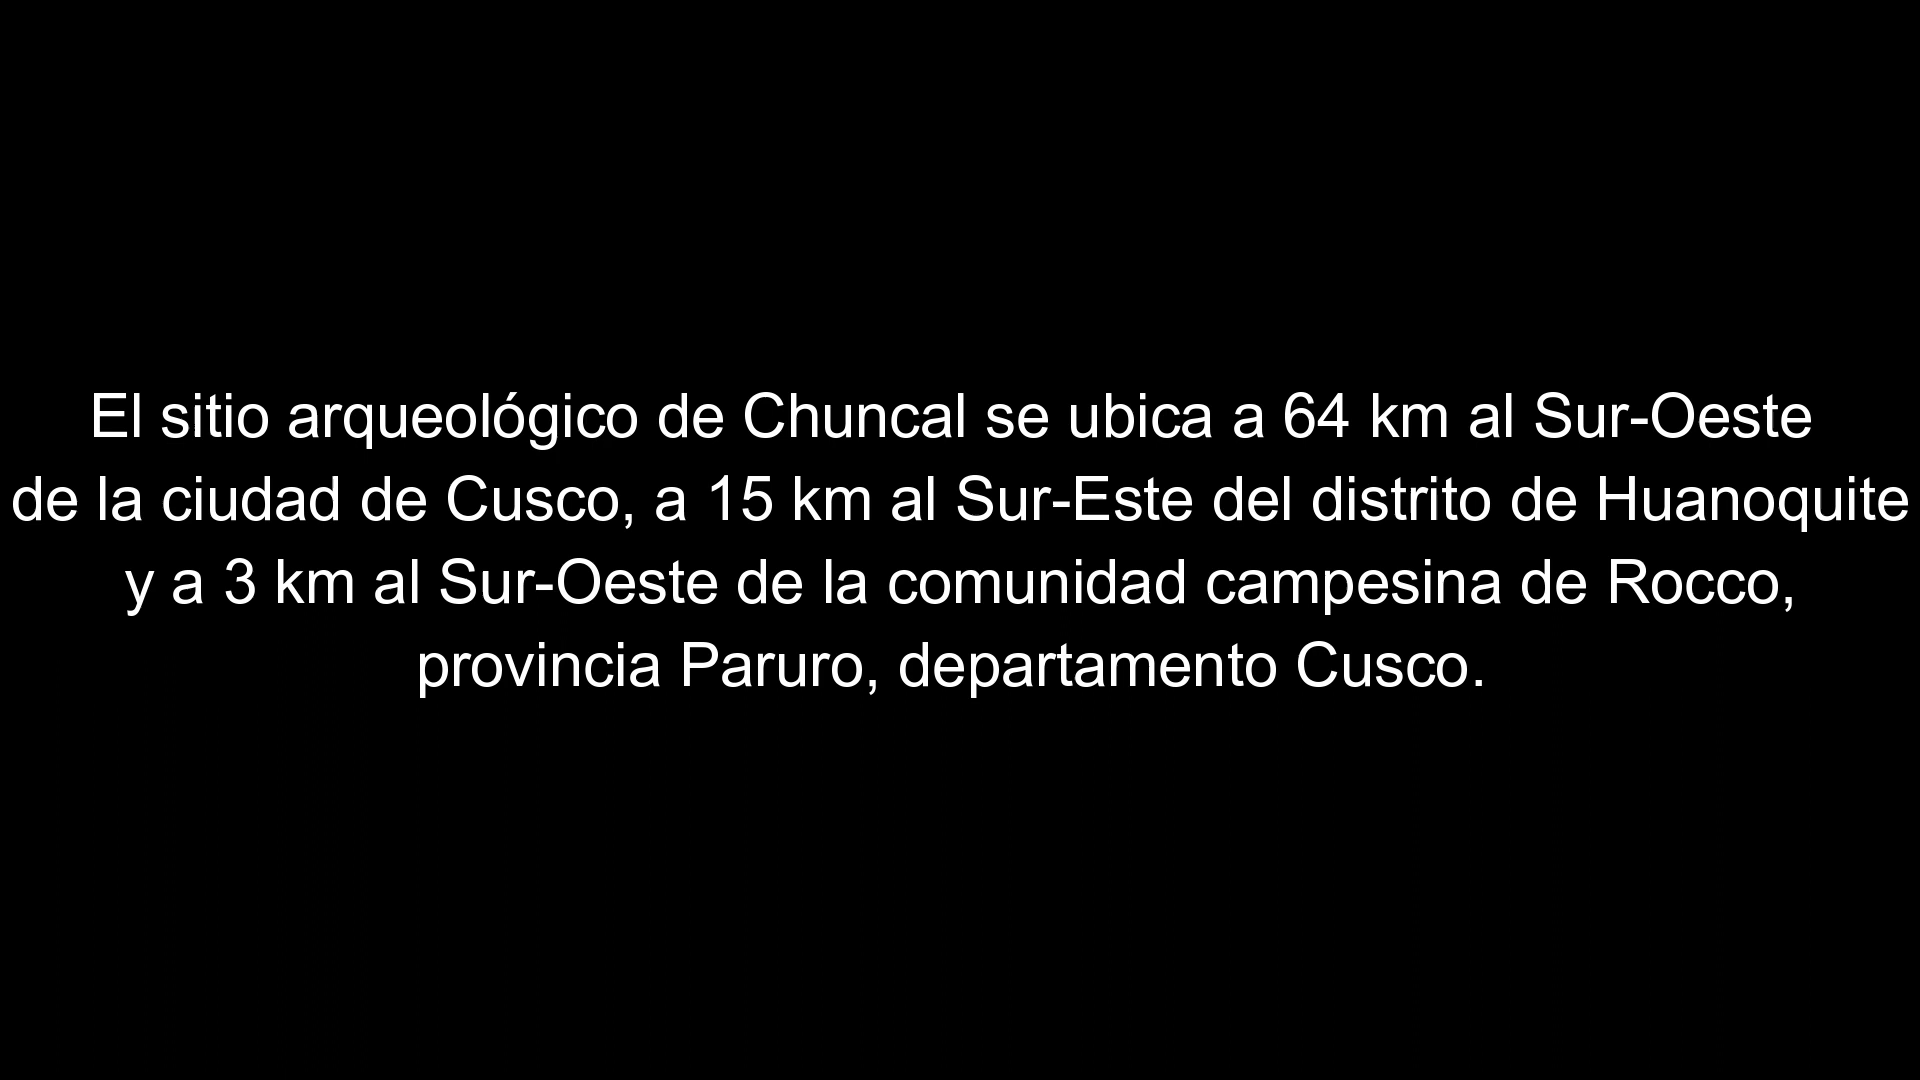 El sitio arqueológico de Chuncal se ubica a 64 km al Sur-Oeste
de la ciudad de Cusco, a 15 km al Sur-Este del distrito de Huanoquite
y a 3 km al Sur-Oeste de la comunidad campesina de Rocco,
provincia Paruro, departamento Cusco.